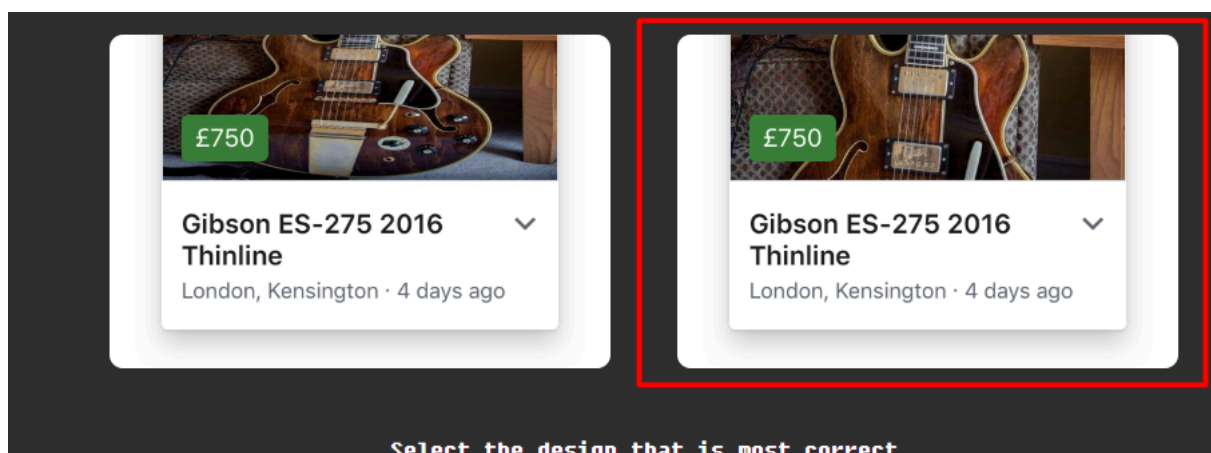 £750
Gibson ES-275 2016
Thinline
London, Kensington · 4 days ago
£750
Gibson ES-275 2016
Thinline
London, Kensington · 4 days ago
Select the design that is most correct